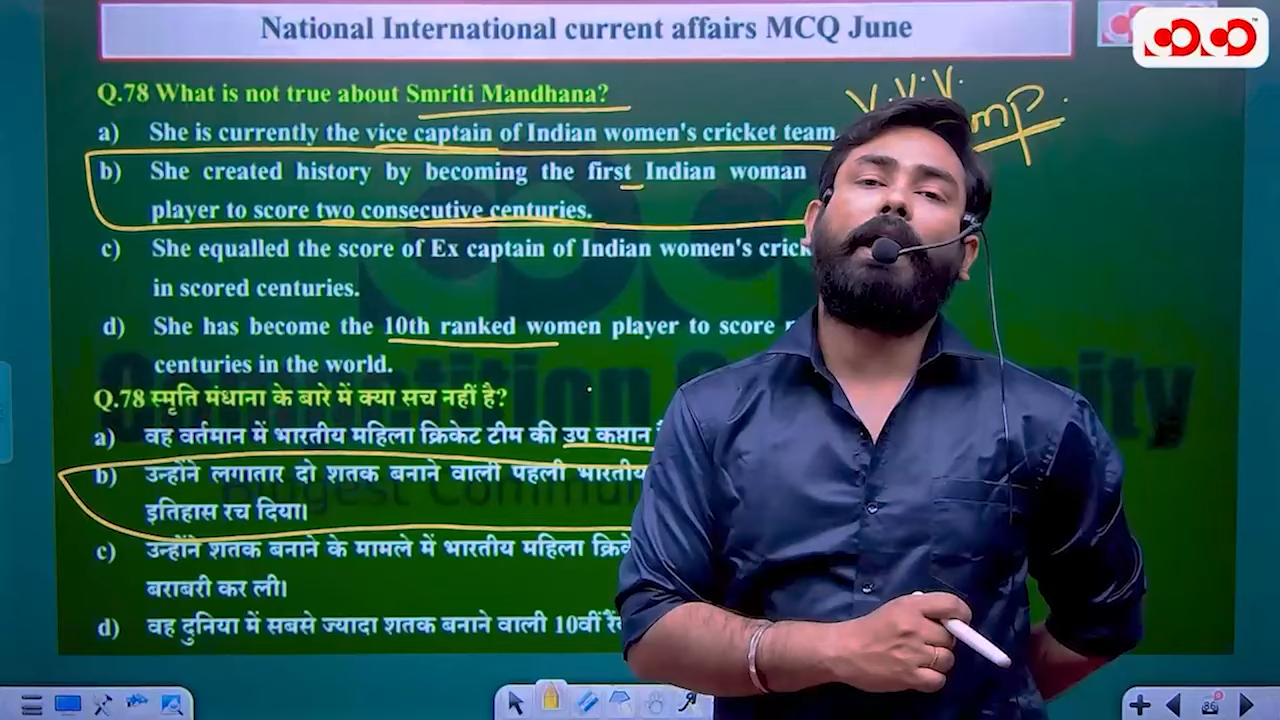 National International current affairs MCQ June
V.V.V. Imp.
Q.78 What is not true about Smriti Mandhana?
a) She is currently the vice captain of Indian women's cricket team
b) She created history by becoming the first Indian woman
player to score two consecutive centuries.
c) She equalled the score of Ex captain of Indian women's
in scored centuries.
d) She has become the 10th ranked women player to score
centuries in the world.
Q.78 स्मृति मंधाना के बारे में क्या सच नहीं है?
a) वह वर्तमान में भारतीय महिला क्रिकेट टीम की उप कप्तान
b) उन्होंने लगातार दो शतक बनाने वाली पहली भारतीय
इतिहास रच दिया।
c) उन्होंने शतक बनाने के मामले में भारतीय महिला
बराबरी कर ली।
d) वह दुनिया में सबसे ज्यादा शतक बनाने वाली 10वीं
86